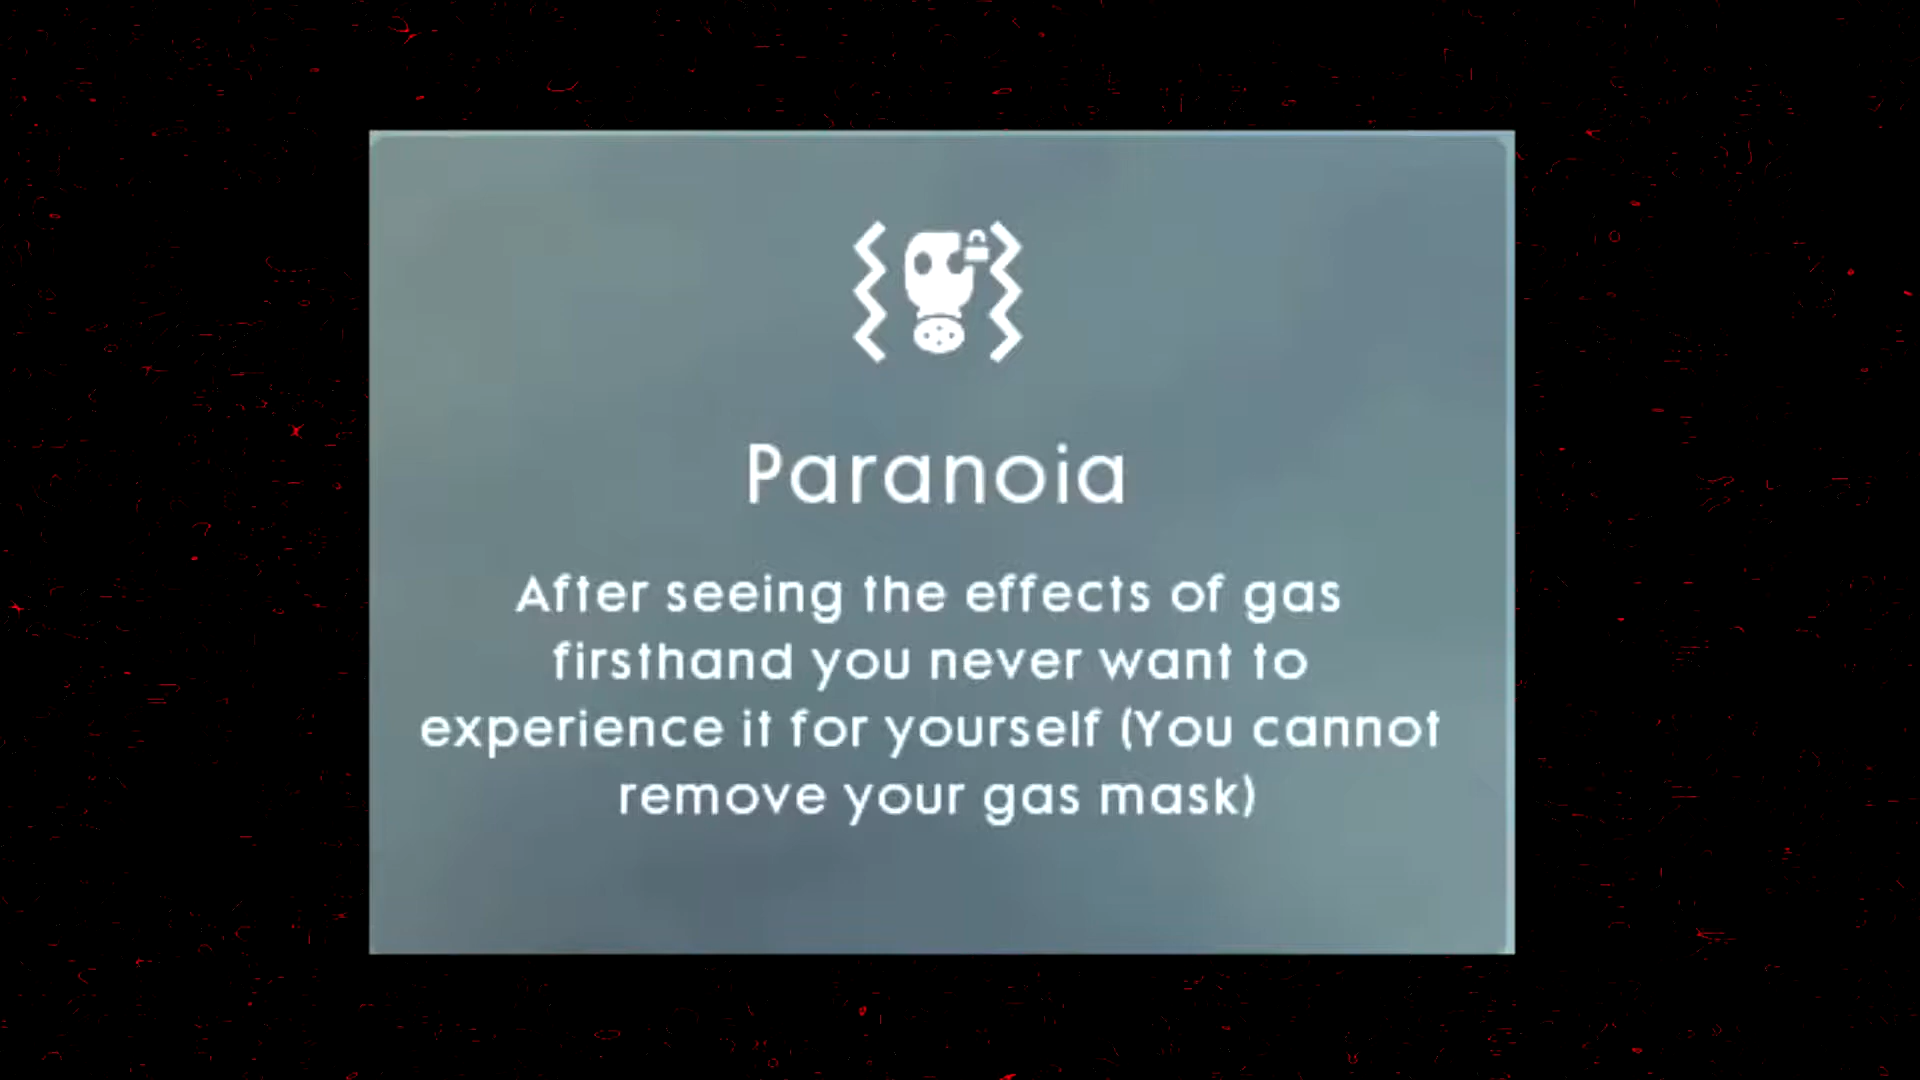 Paranoia
After seeing the effects of gas
firsthand you never want to
experience it for yourself (You cannot
remove your gas mask)